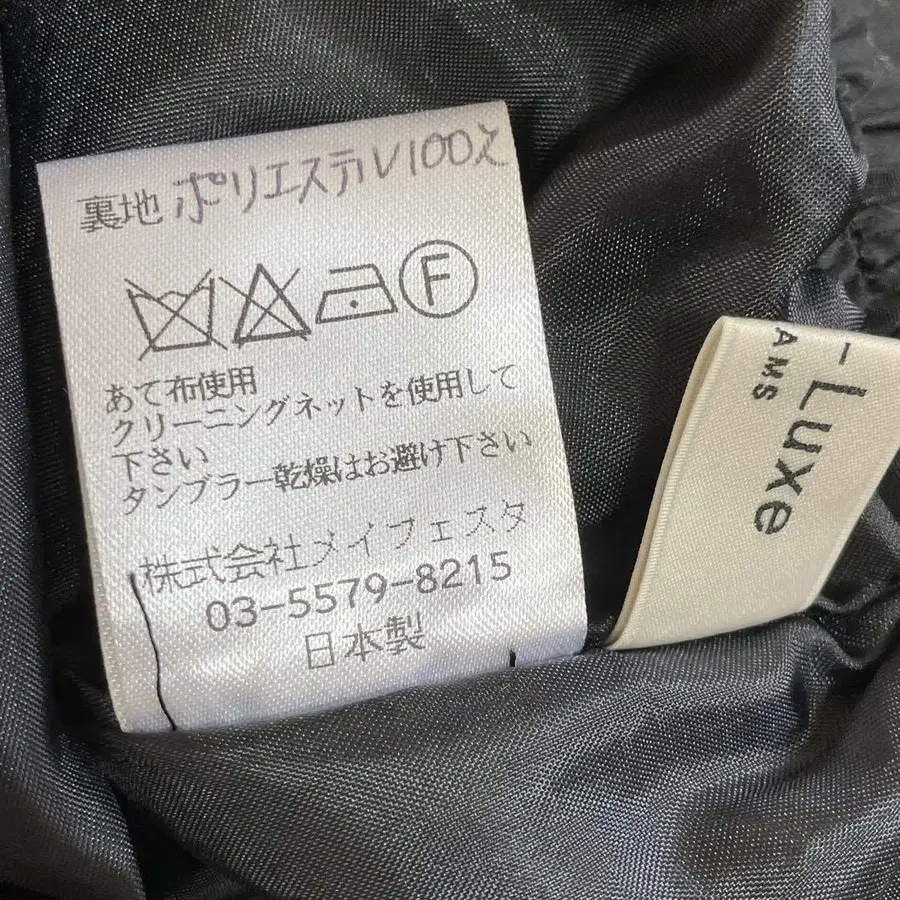 裏地 ポリエステル100%
F
あて布使用
クリーニングネットを使用して
下さい
タンブラー乾燥はお避け下さい
株式会社メイフェスタ
03-5579-8215
日本製
-Luxe
AMS